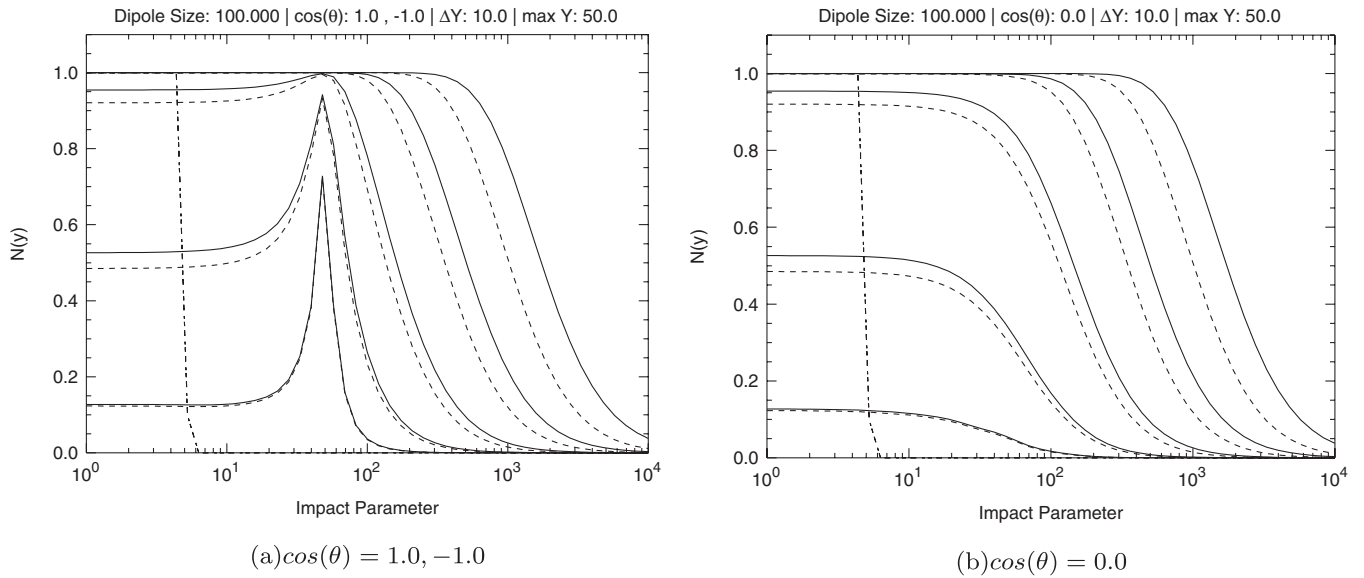 Dipole Size: 100.000 | cos(θ): 1.0 , -1.0 | ΔY: 10.0 | max Y: 50.0
1.0
0.8
0.6
0.4
0.2
0.0
N(y)
10^0 10^1 10^2 10^3 10^4
Impact Parameter
(a)cos(θ) = 1.0, −1.0
Dipole Size: 100.000 | cos(θ): 0.0 | ΔY: 10.0 | max Y: 50.0
1.0
0.8
0.6
0.4
0.2
0.0
N(y)
10^0 10^1 10^2 10^3 10^4
Impact Parameter
(b)cos(θ) = 0.0